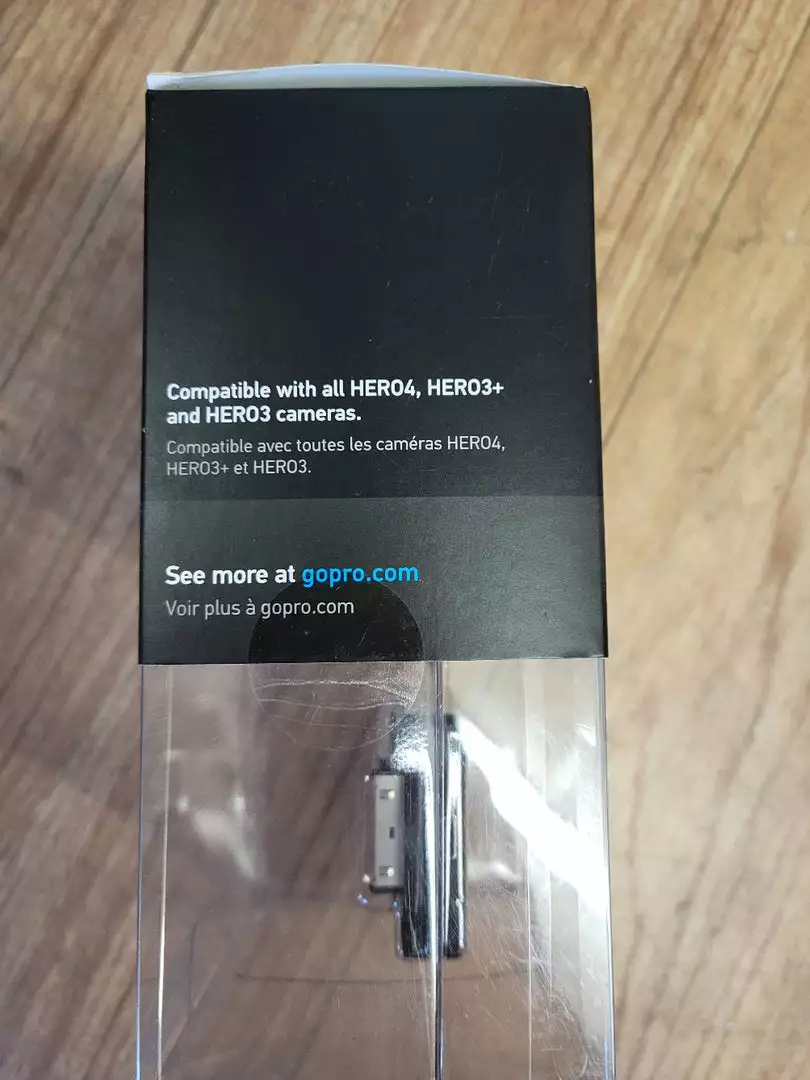 Compatible with all HERO4, HERO3+
and HERO3 cameras.
Compatible avec toutes les caméras HERO4,
HERO3+ et HERO3.
See more at gopro.com
Voir plus à gopro.com